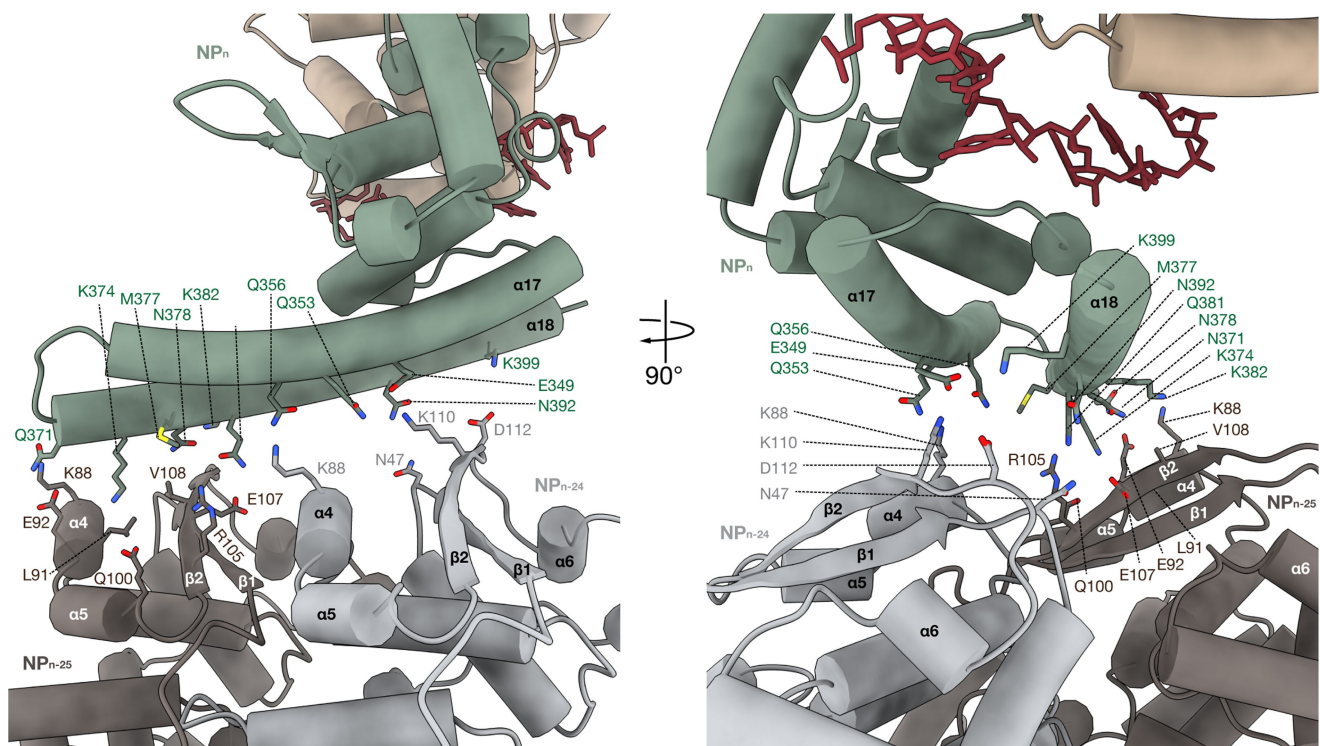 NPn
K374
M377
N378
K382
Q356
Q353
α17
α18
K399
E349
N392
Q371
K88
V108
E107
E92
α4
L91
Q100
R105
β2
β1
α5
NPn-25
K110
D112
K88
N47
NPn-24
α4
β2
β1
α6
α5
90°
NPn
α17
α18
K399
M377
N392
Q381
N378
N371
K374
K382
Q356
E349
Q353
K88
K110
D112
N47
NPn-24
R105
K88
V108
β2
α4
β1
α5
NPn-25
β2
α4
β1
α5
α6
L91
E92
E107
Q100
α6